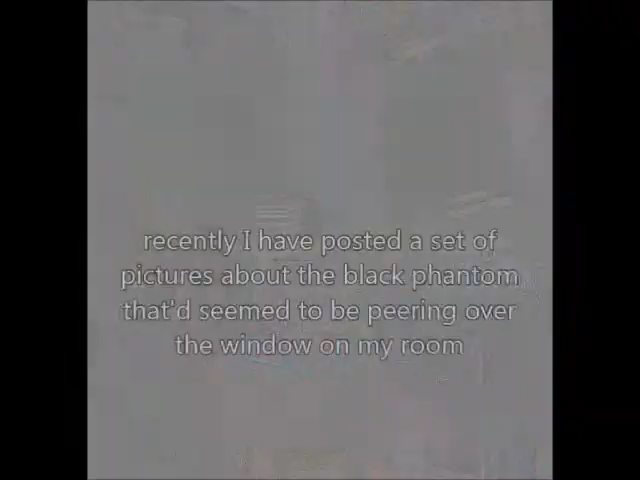 recently I have posted a set of
pictures about the black phantom
that'd seemed to be peering over
the window on my room